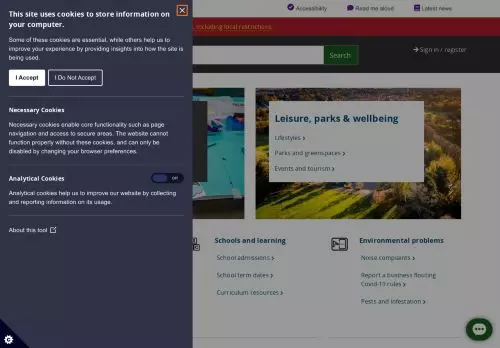 This site uses cookies to store information on
your computer.
Some of these cookies are essential, while others help us to
improve your experience by providing insights into how the site is
being used.
I Accept
I Do Not Accept
Necessary Cookies
Necessary cookies enable core functionality such as page
navigation and access to secure areas. The website cannot
function properly without these cookies, and can only be
disabled by changing your browser preferences.
Analytical Cookies
Off
Analytical cookies help us to improve our website by collecting
and reporting information on its usage.
About this tool
Accessibility
Read me aloud
Latest news
including local restrictions
Search
Sign in / register
Leisure, parks & wellbeing
Lifestyles
Parks and greenspaces
Events and tourism
Schools and learning
School admissions
School term dates
Curriculum resources
Environmental problems
Noise complaints
Report a business flouting
Covid-19 rules
Pests and infestation